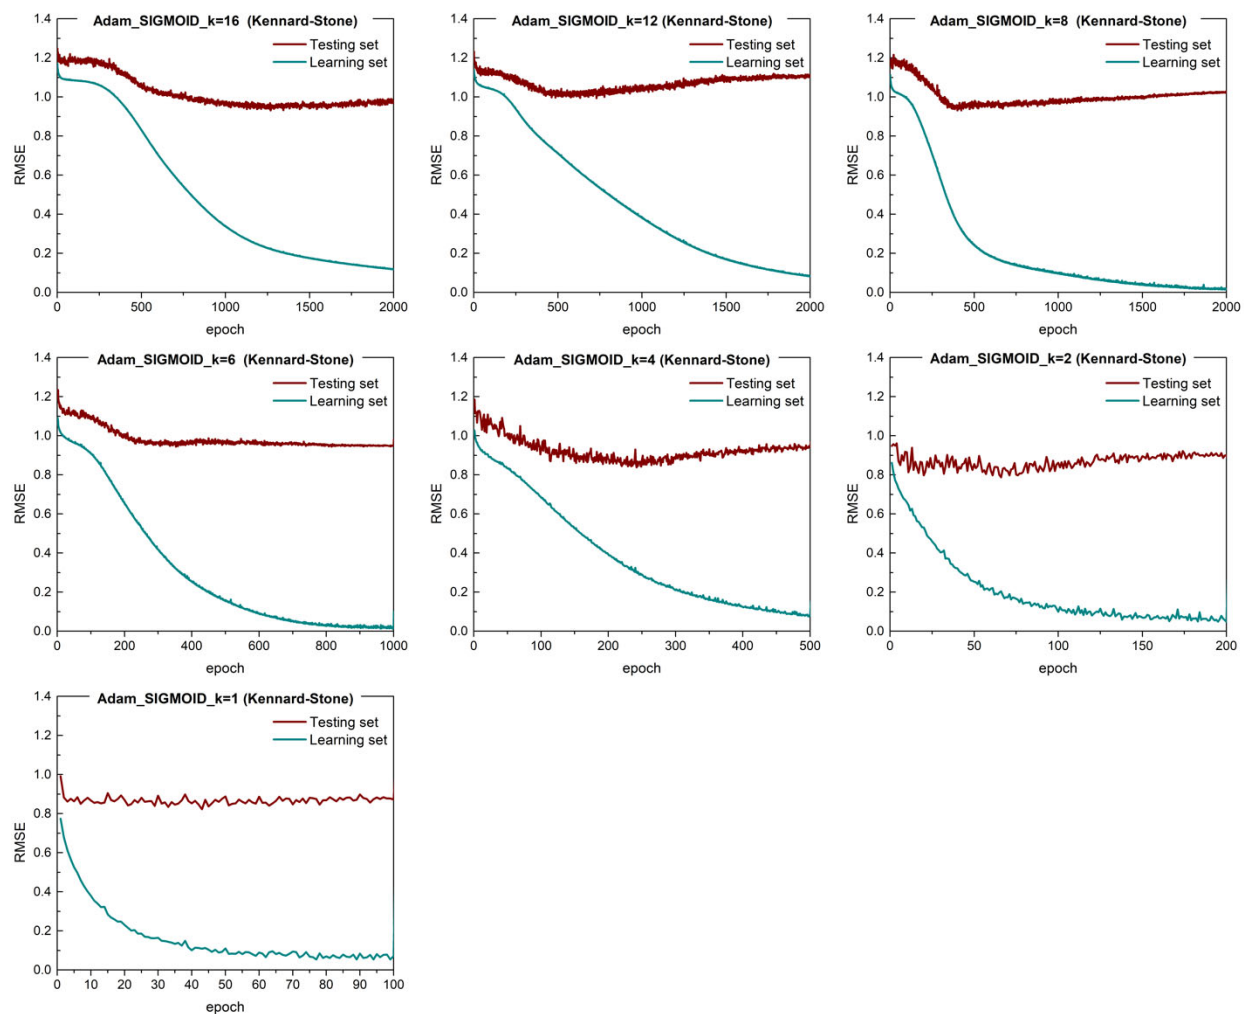 Adam_SIGMOID_k=16 (Kennard-Stone)
Testing set
Learning set
RMSE
1.4
1.2
1.0
0.8
0.6
0.4
0.2
0.0
0 500 1000 1500 2000
epoch
Adam_SIGMOID_k=12 (Kennard-Stone)
Testing set
Learning set
RMSE
1.4
1.2
1.0
0.8
0.6
0.4
0.2
0.0
0 500 1000 1500 2000
epoch
Adam_SIGMOID_k=8 (Kennard-Stone)
Testing set
Learning set
RMSE
1.4
1.2
1.0
0.8
0.6
0.4
0.2
0.0
0 500 1000 1500 2000
epoch
Adam_SIGMOID_k=6 (Kennard-Stone)
Testing set
Learning set
RMSE
1.4
1.2
1.0
0.8
0.6
0.4
0.2
0.0
0 200 400 600 800 1000
epoch
Adam_SIGMOID_k=4 (Kennard-Stone)
Testing set
Learning set
RMSE
1.4
1.2
1.0
0.8
0.6
0.4
0.2
0.0
0 100 200 300 400 500
epoch
Adam_SIGMOID_k=2 (Kennard-Stone)
Testing set
Learning set
RMSE
1.4
1.2
1.0
0.8
0.6
0.4
0.2
0.0
0 50 100 150 200
epoch
Adam_SIGMOID_k=1 (Kennard-Stone)
Testing set
Learning set
RMSE
1.4
1.2
1.0
0.8
0.6
0.4
0.2
0.0
0 10 20 30 40 50 60 70 80 90 100
epoch